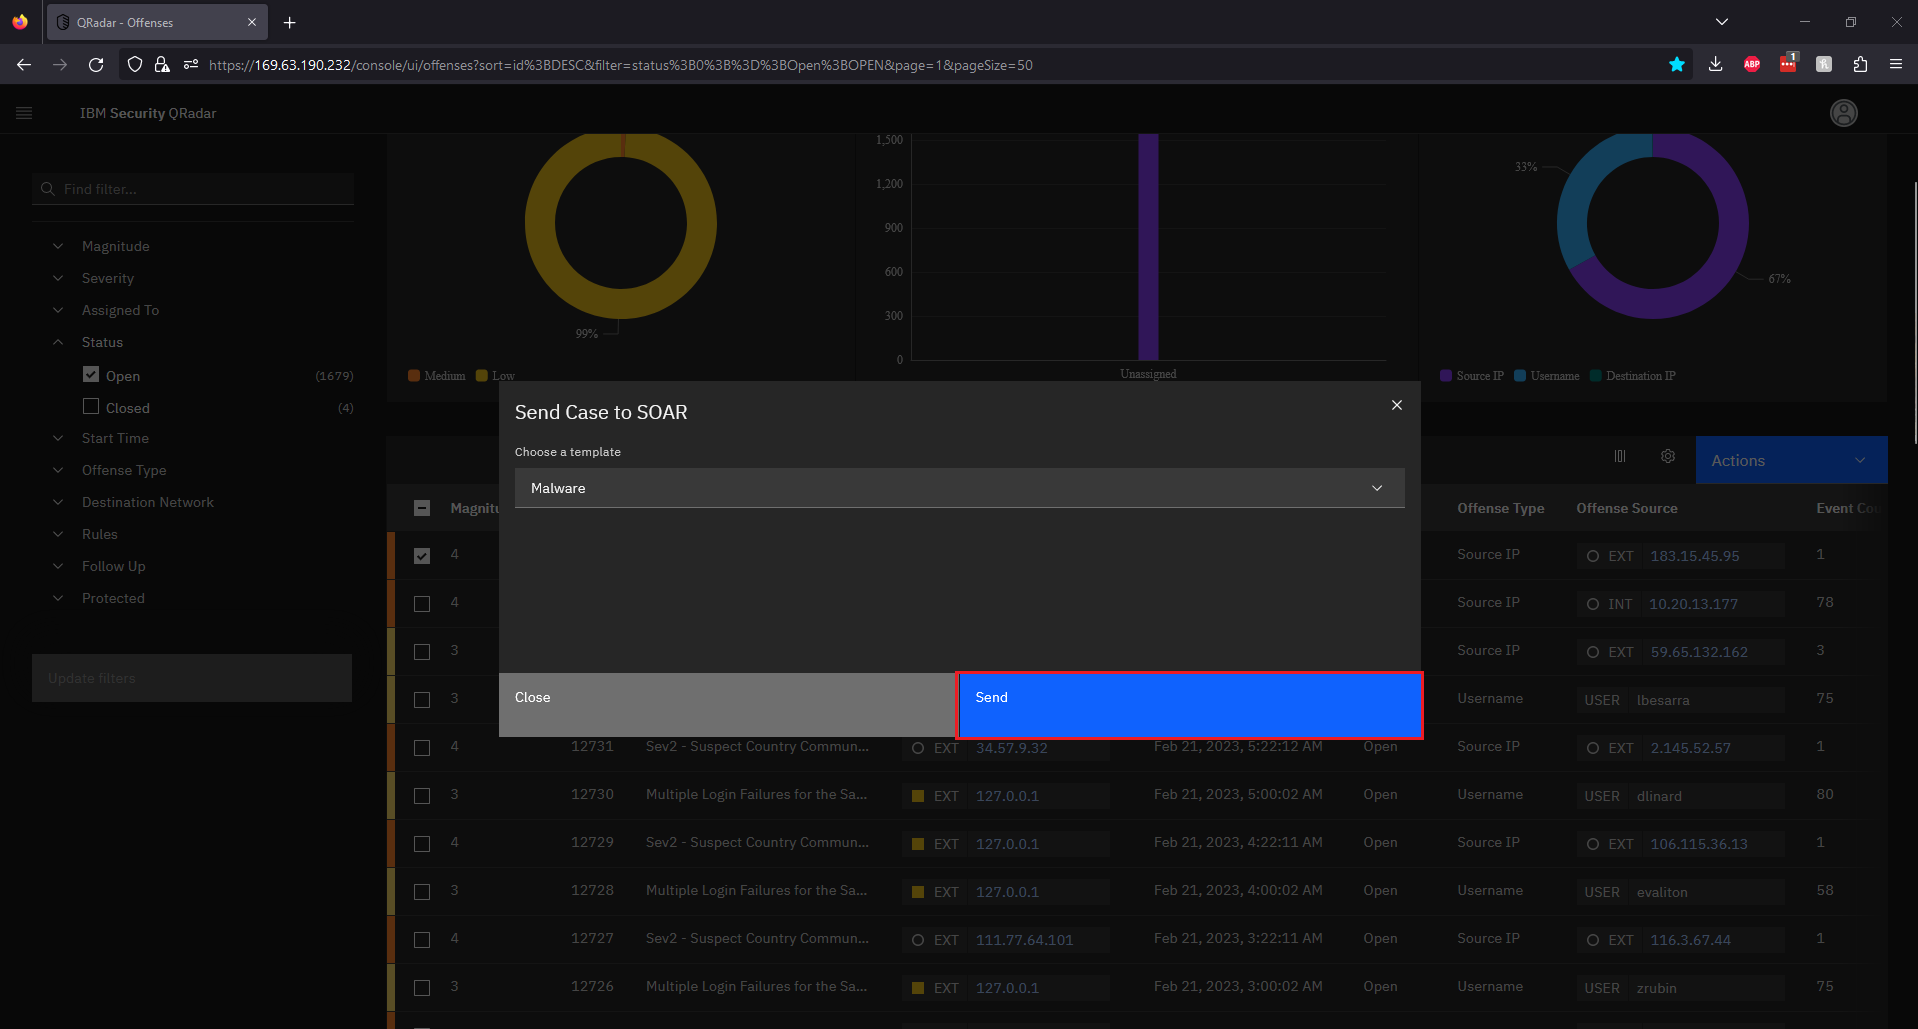 QRadar - Offenses
https://169.63.190.232/console/ui/offenses?sort=id%3BDESC&filter=status%3B0%3B%3D%3BOpen%3BOPEN&page=1&pageSize=50
ABP
1
IBM Security QRadar
Find filter...
Magnitude
Severity
Assigned To
Status
Open (1679)
Closed (4)
Start Time
Offense Type
Destination Network
Rules
Follow Up
Protected
Update filters
99%
Medium Low
1,500
1,200
900
600
300
0
Unassigned
33%
67%
Source IP Username Destination IP
Send Case to SOAR
Choose a template
Malware
Close
Send
Actions
Magnitu Offense Type Offense Source Event Cou
4 Source IP EXT 183.15.45.95 1
4 Source IP INT 10.20.13.177 78
3 Source IP EXT 59.65.132.162 3
3 Username USER lbesarra 75
4 12731 Sev2 - Suspect Country Commun... EXT 34.57.9.32 Feb 21, 2023, 5:22:12 AM Open Source IP EXT 2.145.52.57 1
3 12730 Multiple Login Failures for the Sa... EXT 127.0.0.1 Feb 21, 2023, 5:00:02 AM Open Username USER dlinard 80
4 12729 Sev2 - Suspect Country Commun... EXT 127.0.0.1 Feb 21, 2023, 4:22:11 AM Open Source IP EXT 106.115.36.13 1
3 12728 Multiple Login Failures for the Sa... EXT 127.0.0.1 Feb 21, 2023, 4:00:02 AM Open Username USER evaliton 58
4 12727 Sev2 - Suspect Country Commun... EXT 111.77.64.101 Feb 21, 2023, 3:22:11 AM Open Source IP EXT 116.3.67.44 1
3 12726 Multiple Login Failures for the Sa... EXT 127.0.0.1 Feb 21, 2023, 3:00:02 AM Open Username USER zrubin 75